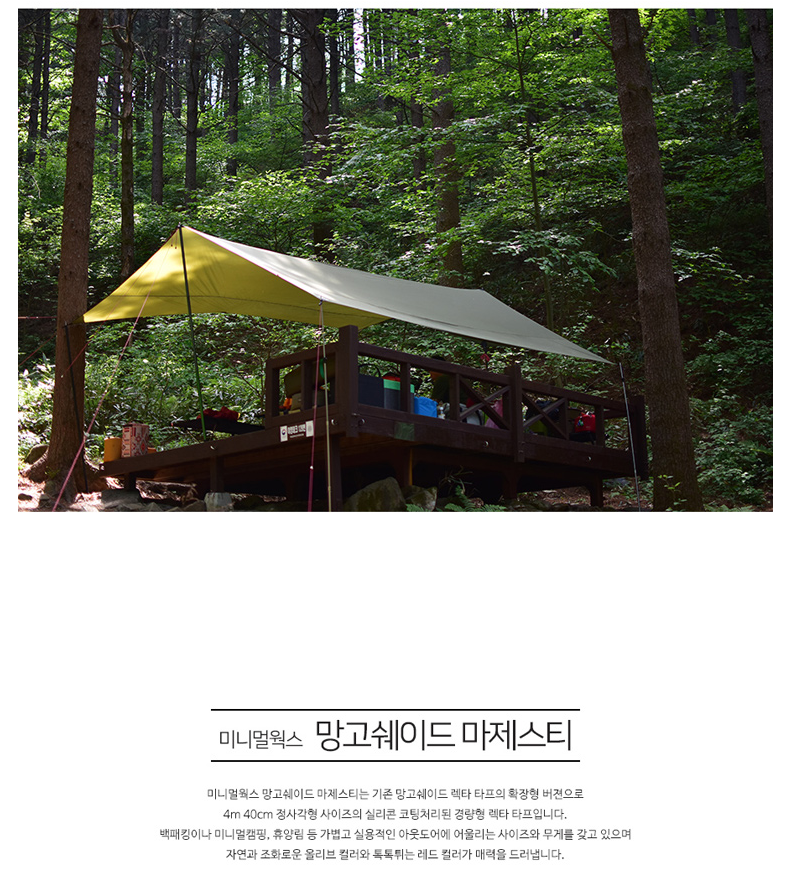 미니멀웍스 망고쉐이드 마제스티
미니멀웍스 망고쉐이드 마제스티는 기존 망고쉐이드 렉타 타프의 확장형 버젼으로
4m 40cm 정사각형 사이즈의 실리콘 코팅처리된 경량형 렉타 타프입니다.
백패킹이나 미니멀캠핑, 휴양림 등 가볍고 실용적인 아웃도어에 어울리는 사이즈와 무게를 갖고 있으며
자연과 조화로운 올리브 컬러와 톡톡튀는 레드 컬러가 매력을 드러냅니다.